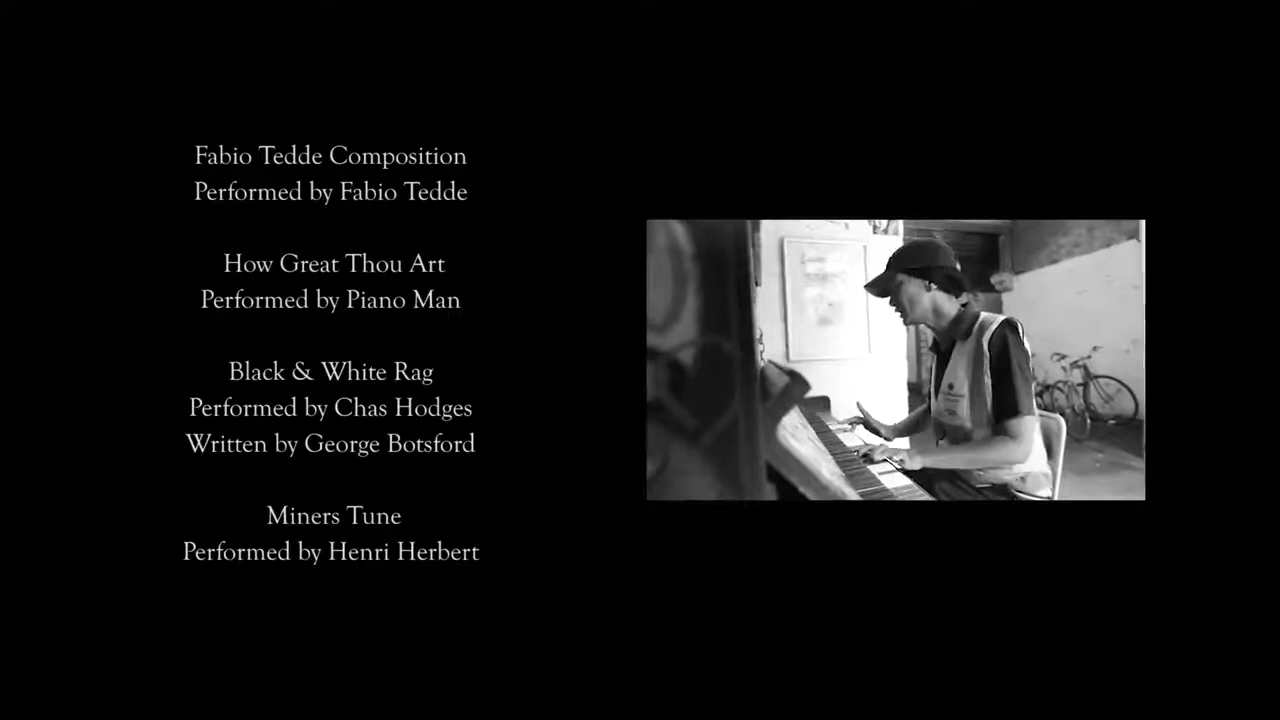 Fabio Tedde Composition
Performed by Fabio Tedde
How Great Thou Art
Performed by Piano Man
Black & White Rag
Performed by Chas Hodges
Written by George Botsford
Miners Tune
Performed by Henri Herbert